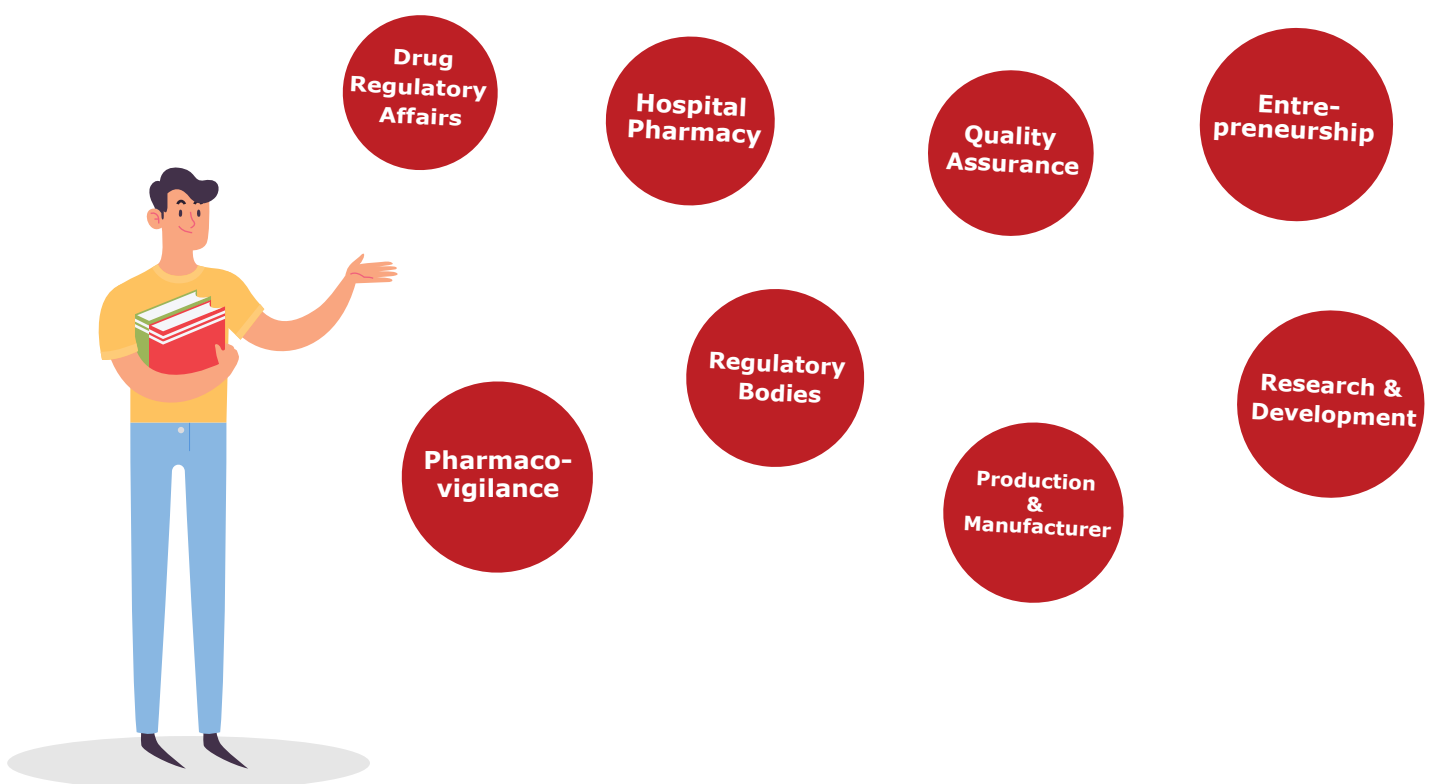 Drug
Regulatory
Affairs
Hospital
Pharmacy
Quality
Assurance
Entre-
preneurship
Pharmaco-
vigilance
Regulatory
Bodies
Production
&
Manufacturer
Research &
Development